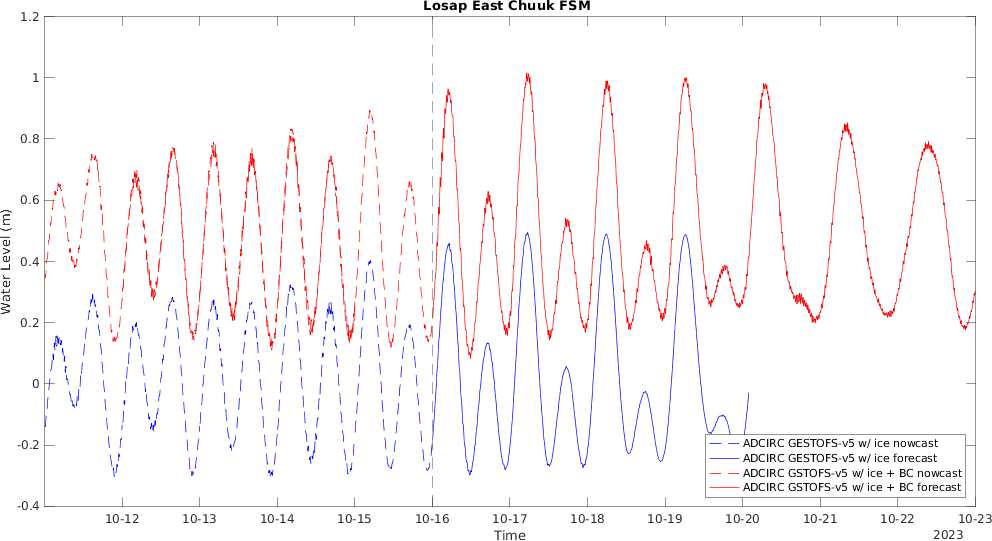 Losap East Chuuk FSM
1.2
1
0.8
0.6
0.4
0.2
0
-0.2
-0.4
Water Level (m)
10-12 10-13 10-14 10-15 10-16 10-17 10-18 10-19 10-20 10-21 10-22 10-23
Time
2023
ADCIRC GESTOFS-v5 w/ ice nowcast
ADCIRC GESTOFS-v5 w/ ice forecast
ADCIRC GSTOFS-v5 w/ ice + BC nowcast
ADCIRC GSTOFS-v5 w/ ice + BC forecast